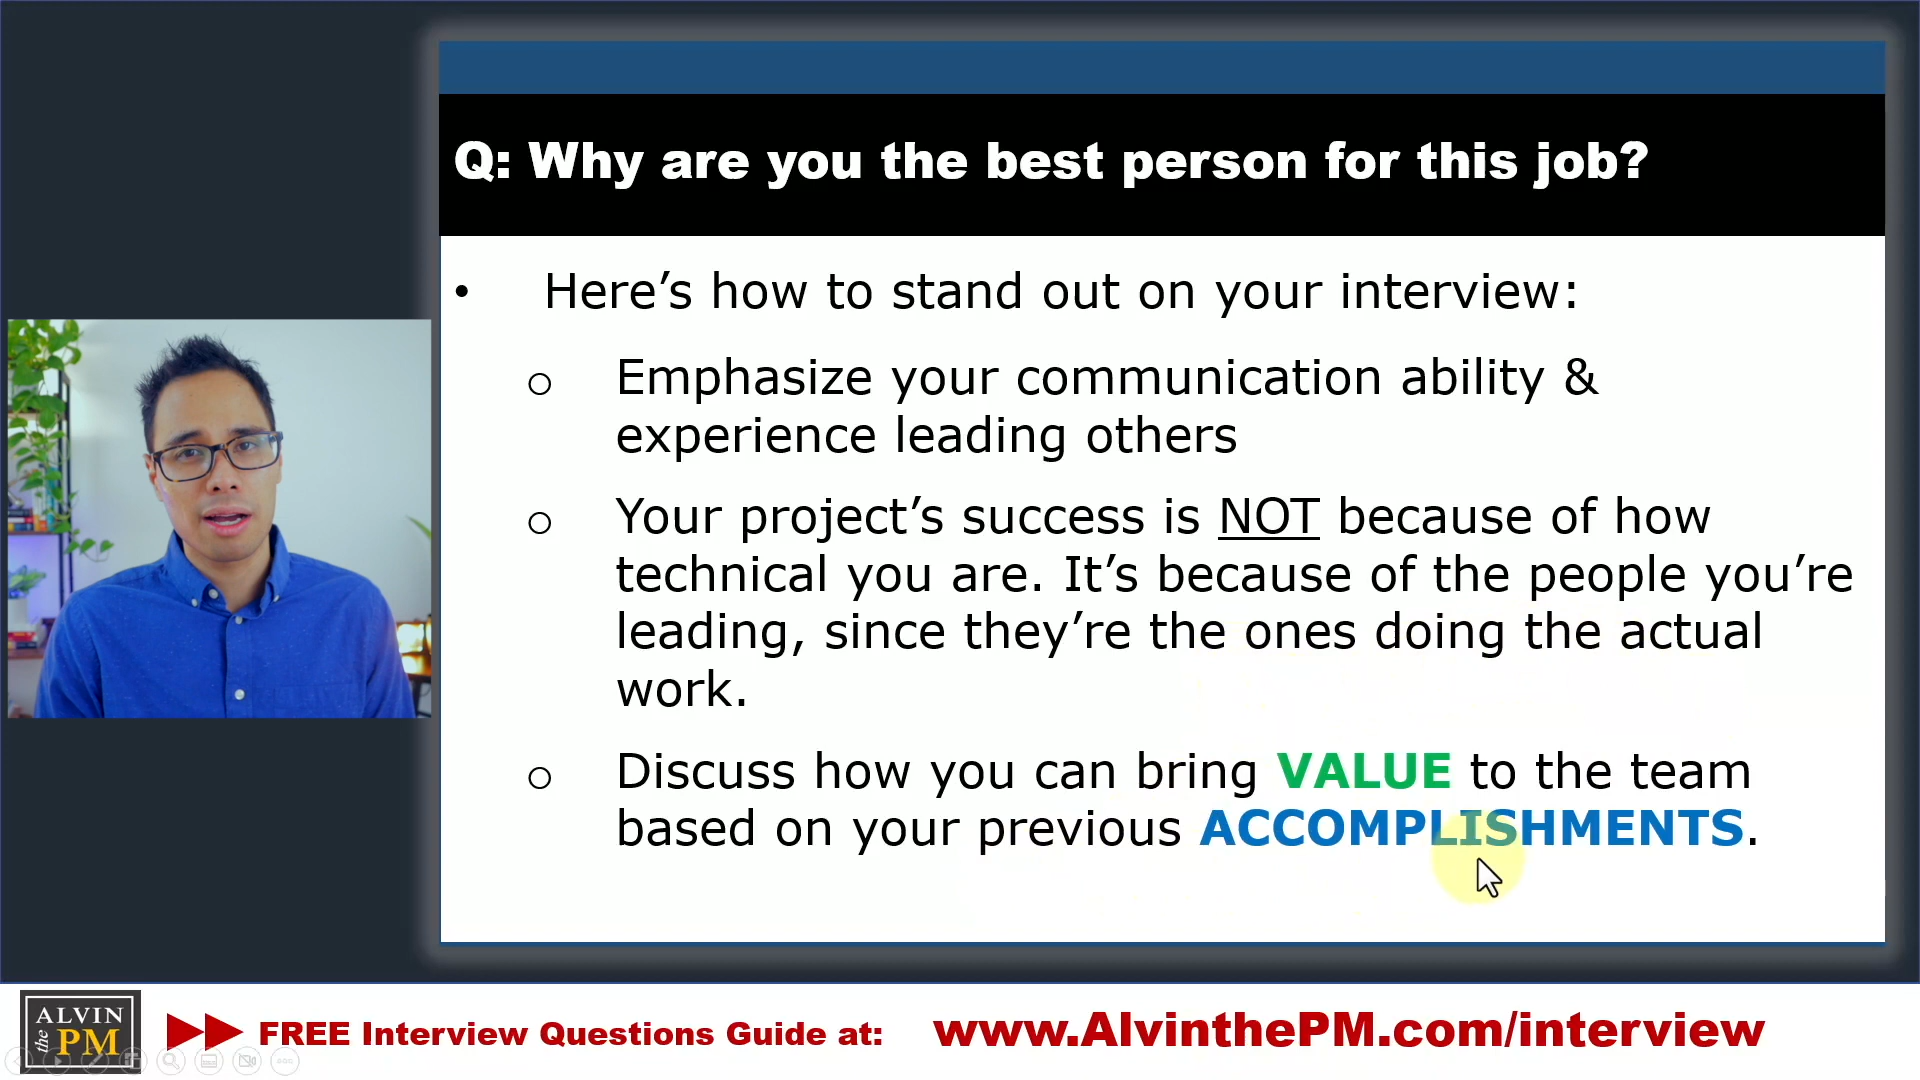 Q: Why are you the best person for this job?
• Here’s how to stand out on your interview:
o Emphasize your communication ability &
experience leading others
o Your project’s success is NOT because of how
technical you are. It’s because of the people you’re
leading, since they’re the ones doing the actual
work.
o Discuss how you can bring VALUE to the team
based on your previous ACCOMPLISHMENTS.
ALVIN
the PM
FREE Interview Questions Guide at: www.AlvinthePM.com/interview